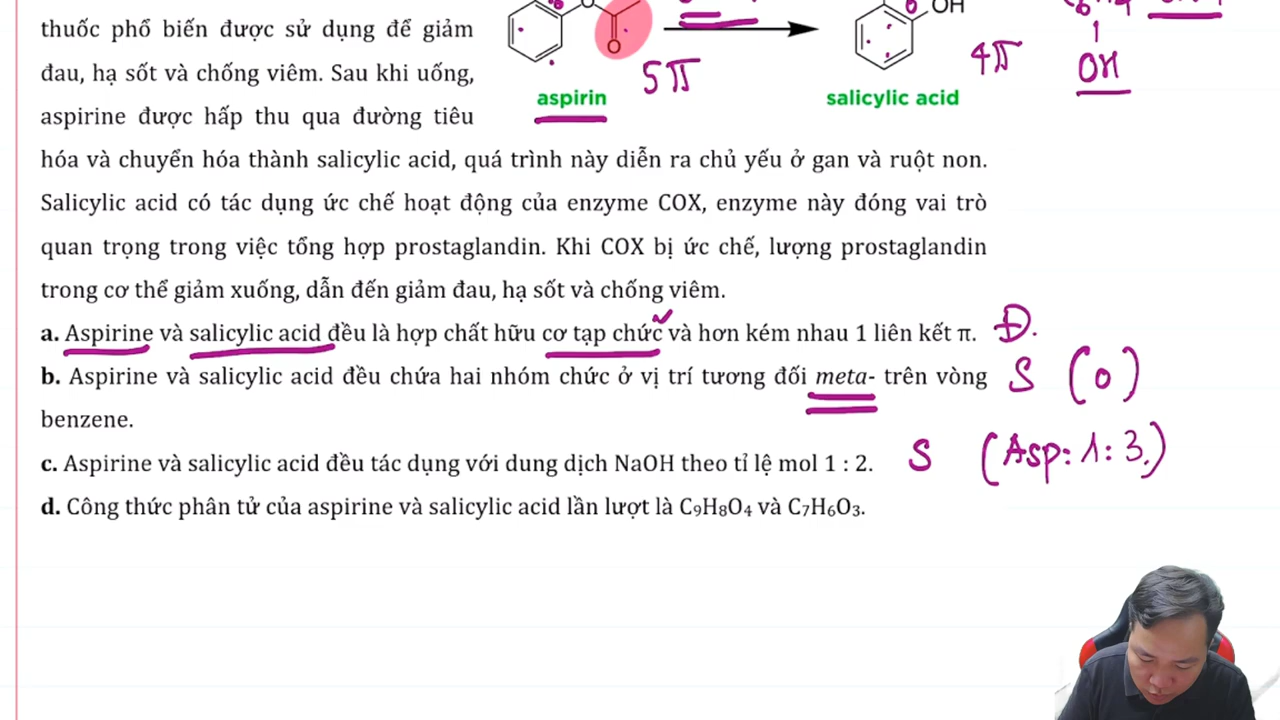 thuốc phổ biến được sử dụng để giảm
đau, hạ sốt và chống viêm. Sau khi uống,
aspirine được hấp thu qua đường tiêu
O
O
OH
5π
4π
OH
aspirin
salicylic acid
hóa và chuyển hóa thành salicylic acid, quá trình này diễn ra chủ yếu ở gan và ruột non.
Salicylic acid có tác dụng ức chế hoạt động của enzyme COX, enzyme này đóng vai trò
quan trọng trong việc tổng hợp prostaglandin. Khi COX bị ức chế, lượng prostaglandin
trong cơ thể giảm xuống, dẫn đến giảm đau, hạ sốt và chống viêm.
a. Aspirine và salicylic acid đều là hợp chất hữu cơ tạp chức và hơn kém nhau 1 liên kết π. Đ.
b. Aspirine và salicylic acid đều chứa hai nhóm chức ở vị trí tương đối meta- trên vòng S (o)
benzene.
c. Aspirine và salicylic acid đều tác dụng với dung dịch NaOH theo tỉ lệ mol 1 : 2. S (Asp: 1:3.)
d. Công thức phân tử của aspirine và salicylic acid lần lượt là C₉H₈O₄ và C₇H₆O₃.